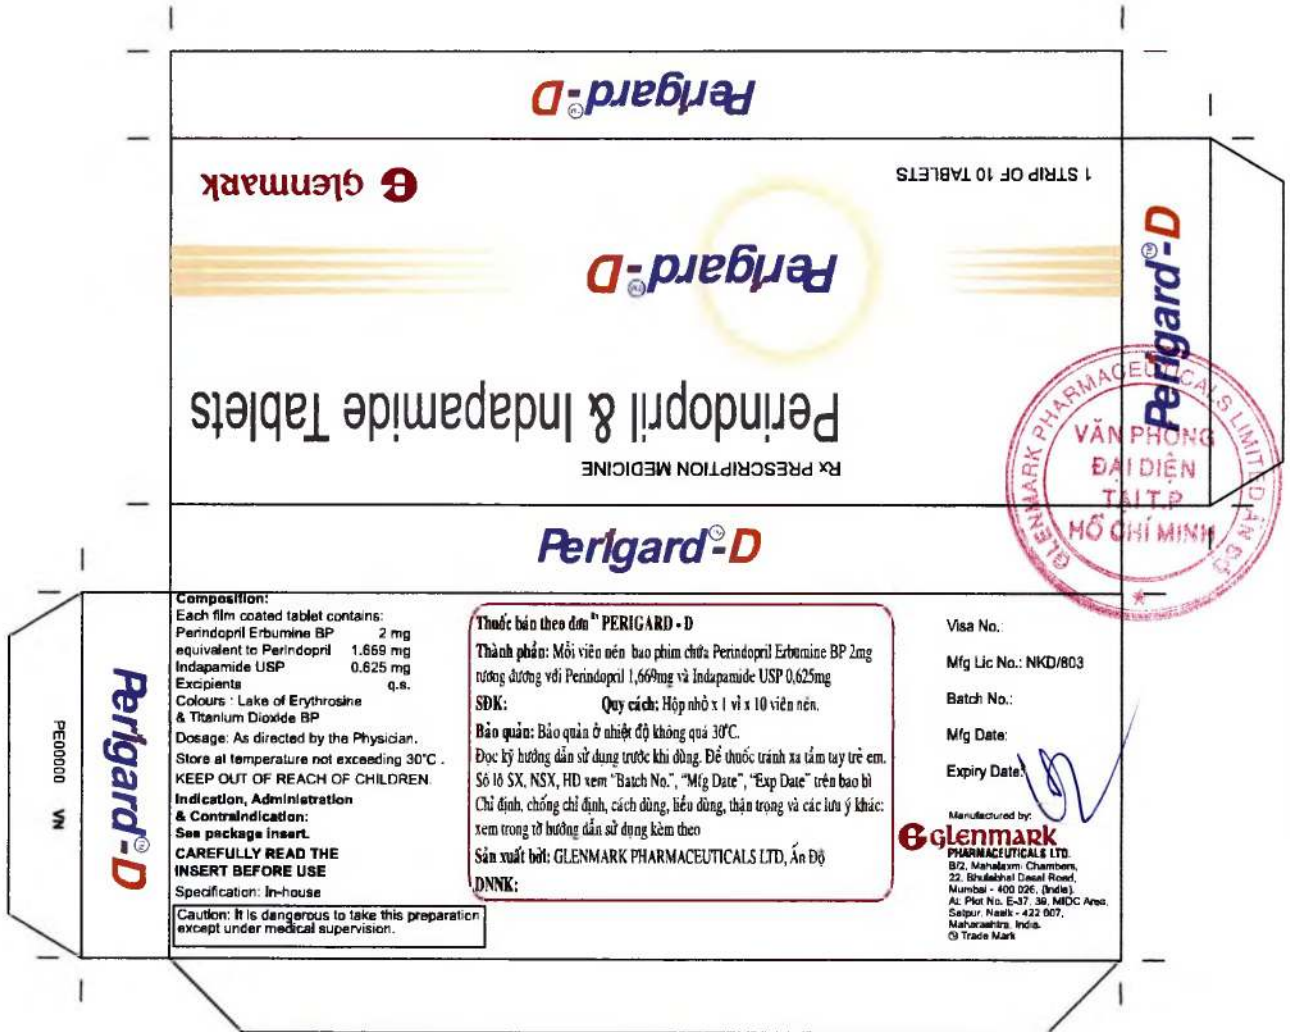 Perigard™-D
glenmark
1 STRIP OF 10 TABLETS
Perigard™-D
Perindopril & Indapamide Tablets
Rx PRESCRIPTION MEDICINE
Perigard™-D
GLENMARK PHARMACEUTICALS LIMITED ẤN ĐỘ
VĂN PHÒNG
ĐẠI DIỆN
TẠI T.P
HỒ CHÍ MINH
Perigard™-D
PE00000 VN
Perigard™-D
Composition:
Each film coated tablet contains:
Perindopril Erbumine BP 2 mg
equivalent to Perindopril 1.669 mg
Indapamide USP 0.625 mg
Excipients q.s.
Colours : Lake of Erythrosine
& Titanium Dioxide BP
Dosage: As directed by the Physician.
Store at temperature not exceeding 30°C .
KEEP OUT OF REACH OF CHILDREN.
Indication, Administration
& Contraindication:
See package insert.
CAREFULLY READ THE
INSERT BEFORE USE
Specification: In-house
Caution: It is dangerous to take this preparation
except under medical supervision.
Thuốc bán theo đơn Rx PERIGARD - D
Thành phần: Mỗi viên nén bao phim chứa Perindopril Erbumine BP 2mg
tương đương với Perindopril 1,669mg và Indapamide USP 0,625mg
SĐK: Quy cách: Hộp nhỏ x 1 vỉ x 10 viên nén.
Bảo quản: Bảo quản ở nhiệt độ không quá 30°C.
Đọc kỹ hướng dẫn sử dụng trước khi dùng. Để thuốc tránh xa tầm tay trẻ em.
Số lô SX, NSX, HD xem "Batch No.", "Mfg Date", "Exp Date" trên bao bì
Chỉ định, chống chỉ định, cách dùng, liều dùng, thận trọng và các lưu ý khác:
xem trong tờ hướng dẫn sử dụng kèm theo
Sản xuất bởi: GLENMARK PHARMACEUTICALS LTD, Ấn Độ
DNNK:
Visa No.:
Mfg Lic No.: NKD/803
Batch No.:
Mfg Date:
Expiry Date:
Manufactured by:
glenmark
PHARMACEUTICALS LTD.
B/2, Mahalaxmi Chambers,
22, Bhulabhai Desai Road,
Mumbai - 400 026, (India).
At: Plot No. E-37, 39, MIDC Area,
Satpur, Nasik - 422 007,
Maharashtra, India.
™ Trade Mark